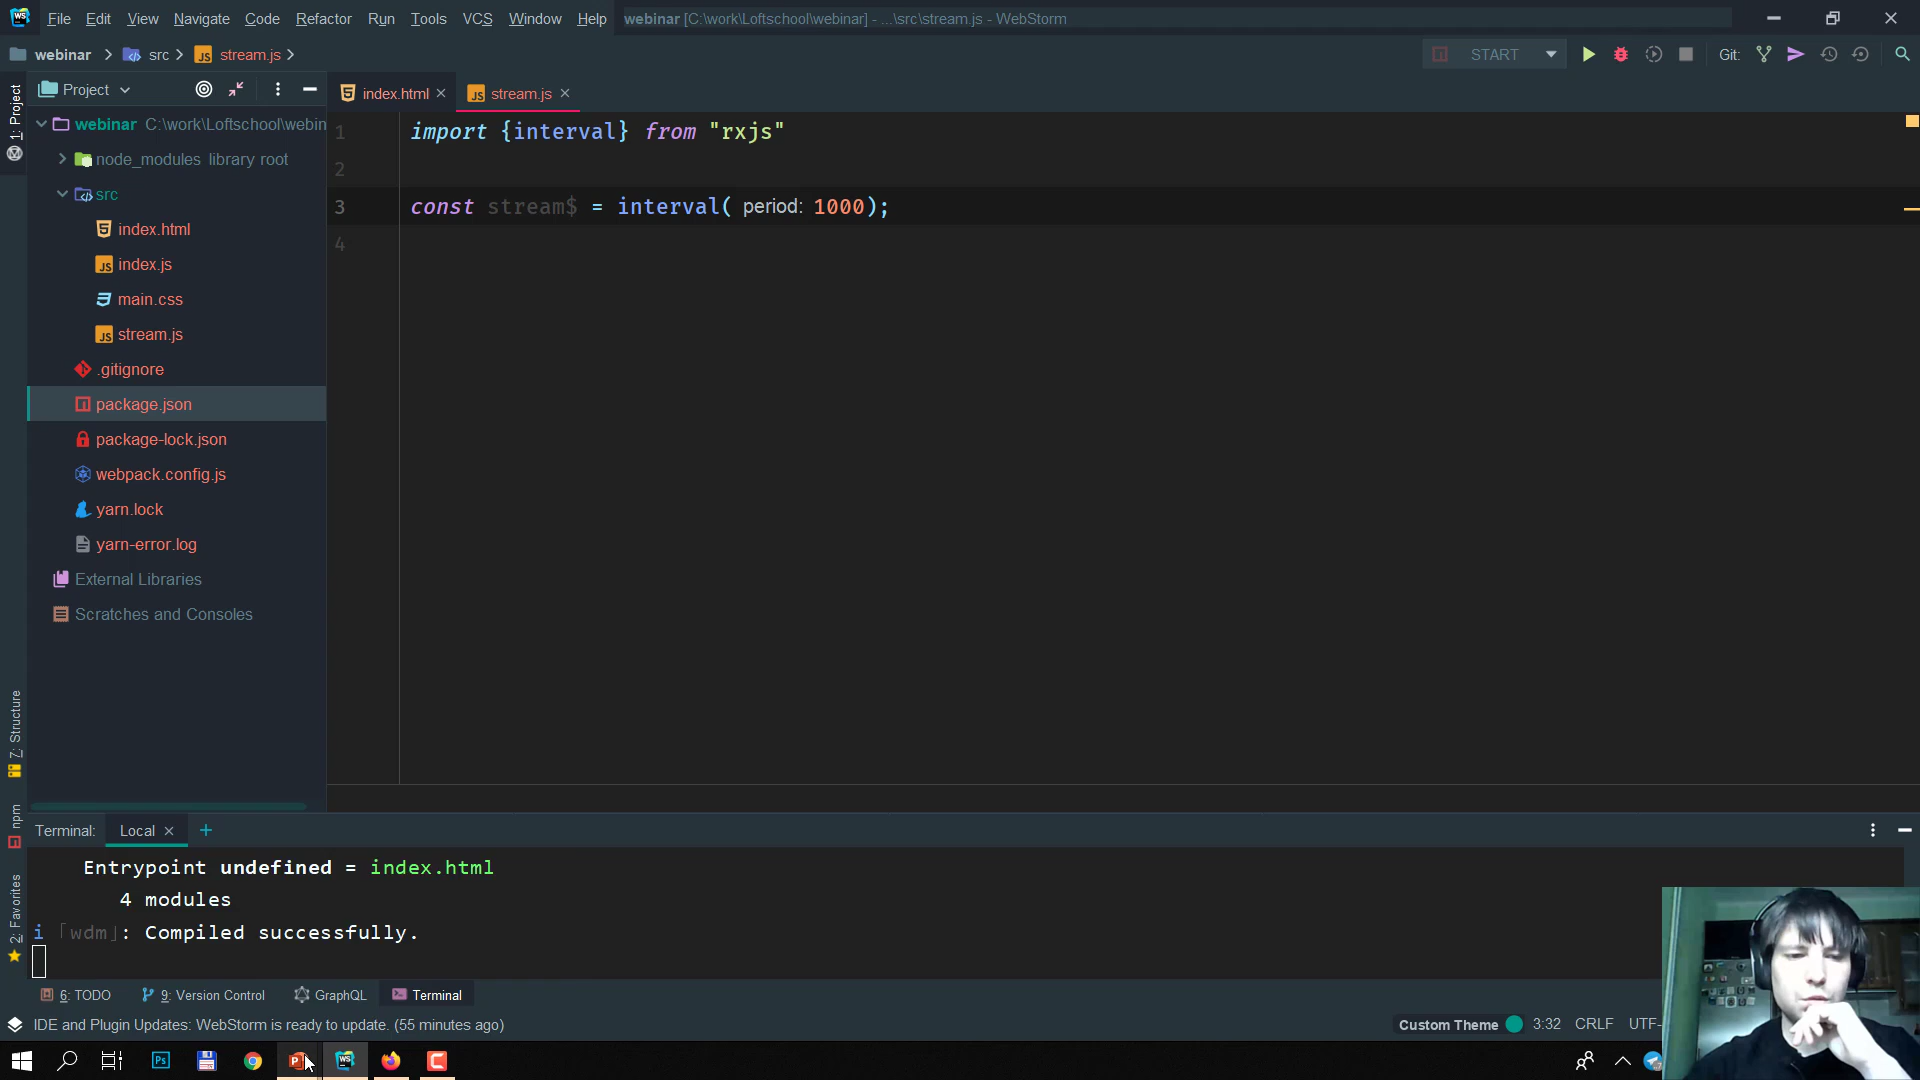 File Edit View Navigate Code Refactor Run Tools VCS Window Help webinar [C:\work\Loftschool\webinar] - ...\src\stream.js - WebStorm
webinar src stream.js START Git:
Project
index.html stream.js
1: Project
webinar C:\work\Loftschool\webin
node_modules library root
src
index.html
index.js
main.css
stream.js
.gitignore
package.json
package-lock.json
webpack.config.js
yarn.lock
yarn-error.log
External Libraries
Scratches and Consoles
1 import {interval} from "rxjs"
2
3 const stream$ = interval( period: 1000);
4
7: Structure
npm
2: Favorites
Terminal: Local +
Entrypoint undefined = index.html
4 modules
i ｢wdm｣: Compiled successfully.
6: TODO 9: Version Control GraphQL Terminal
IDE and Plugin Updates: WebStorm is ready to update. (55 minutes ago) Custom Theme 3:32 CRLF UTF-